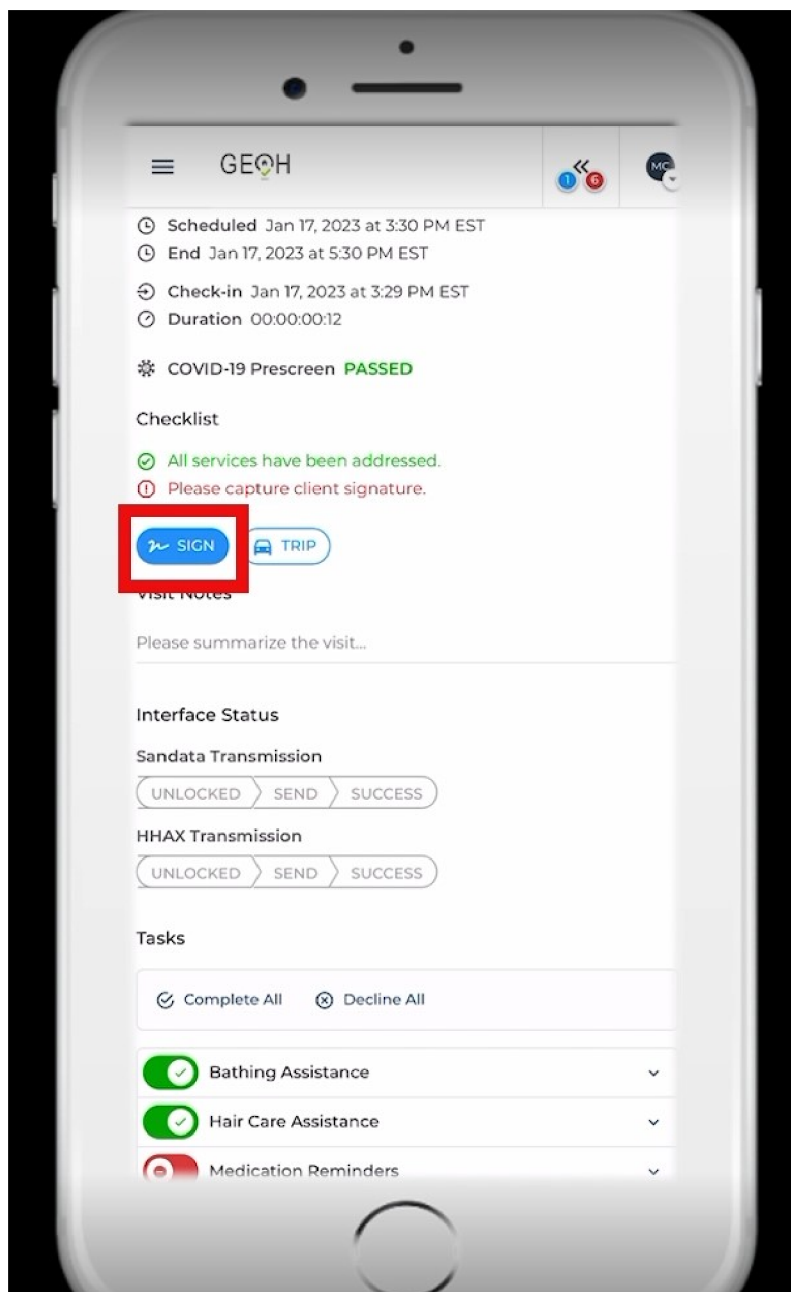 GEOH
1 6
MC
Scheduled Jan 17, 2023 at 3:30 PM EST
End Jan 17, 2023 at 5:30 PM EST
Check-in Jan 17, 2023 at 3:29 PM EST
Duration 00:00:00:12
COVID-19 Prescreen PASSED
Checklist
All services have been addressed.
Please capture client signature.
SIGN TRIP
Visit Notes
Please summarize the visit...
Interface Status
Sandata Transmission
UNLOCKED SEND SUCCESS
HHAX Transmission
UNLOCKED SEND SUCCESS
Tasks
Complete All Decline All
Bathing Assistance
Hair Care Assistance
Medication Reminders